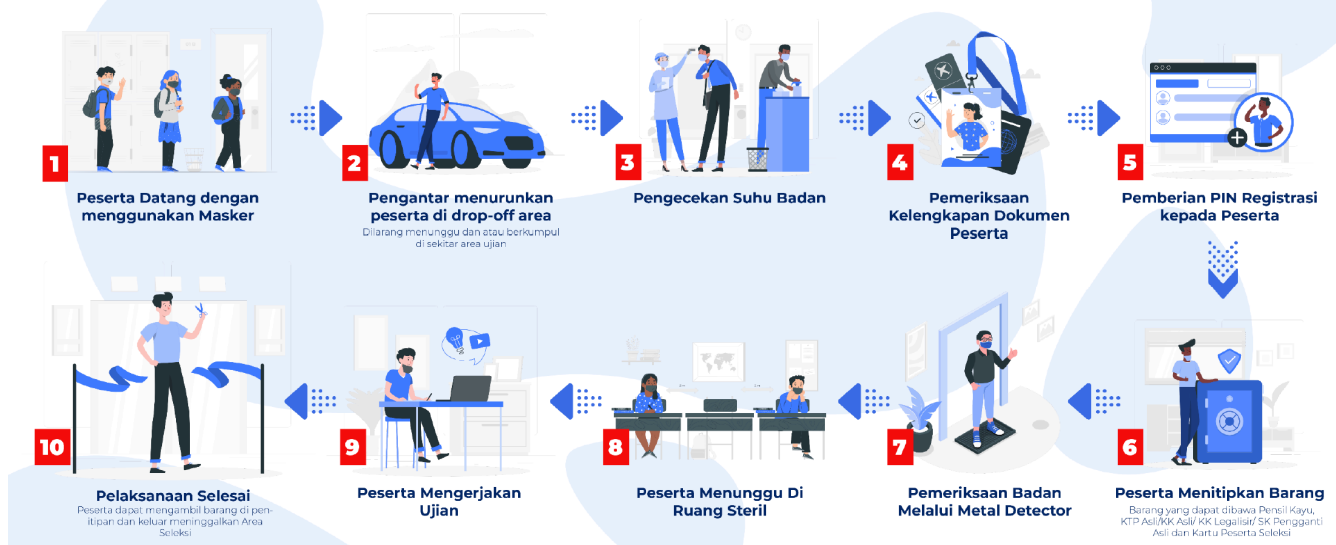 1
Peserta Datang dengan
menggunakan Masker
2
Pengantar menurunkan
peserta di drop-off area
Dilarang menunggu dan atau berkumpul
di sekitar area ujian
3
Pengecekan Suhu Badan
4
Pemeriksaan
Kelengkapan Dokumen
Peserta
5
Pemberian PIN Registrasi
kepada Peserta
6
Peserta Menitipkan Barang
Barang yang dapat dibawa Pensil Kayu,
KTP Asli/KK Asli/ KK Legalisir/ SK Pengganti
Asli dan Kartu Peserta Seleksi
7
Pemeriksaan Badan
Melalui Metal Detector
8
Peserta Menunggu Di
Ruang Steril
9
Peserta Mengerjakan
Ujian
10
Pelaksanaan Selesai
Peserta dapat mengambil barang di pen-
itipan dan keluar meninggalkan Area
Seleksi